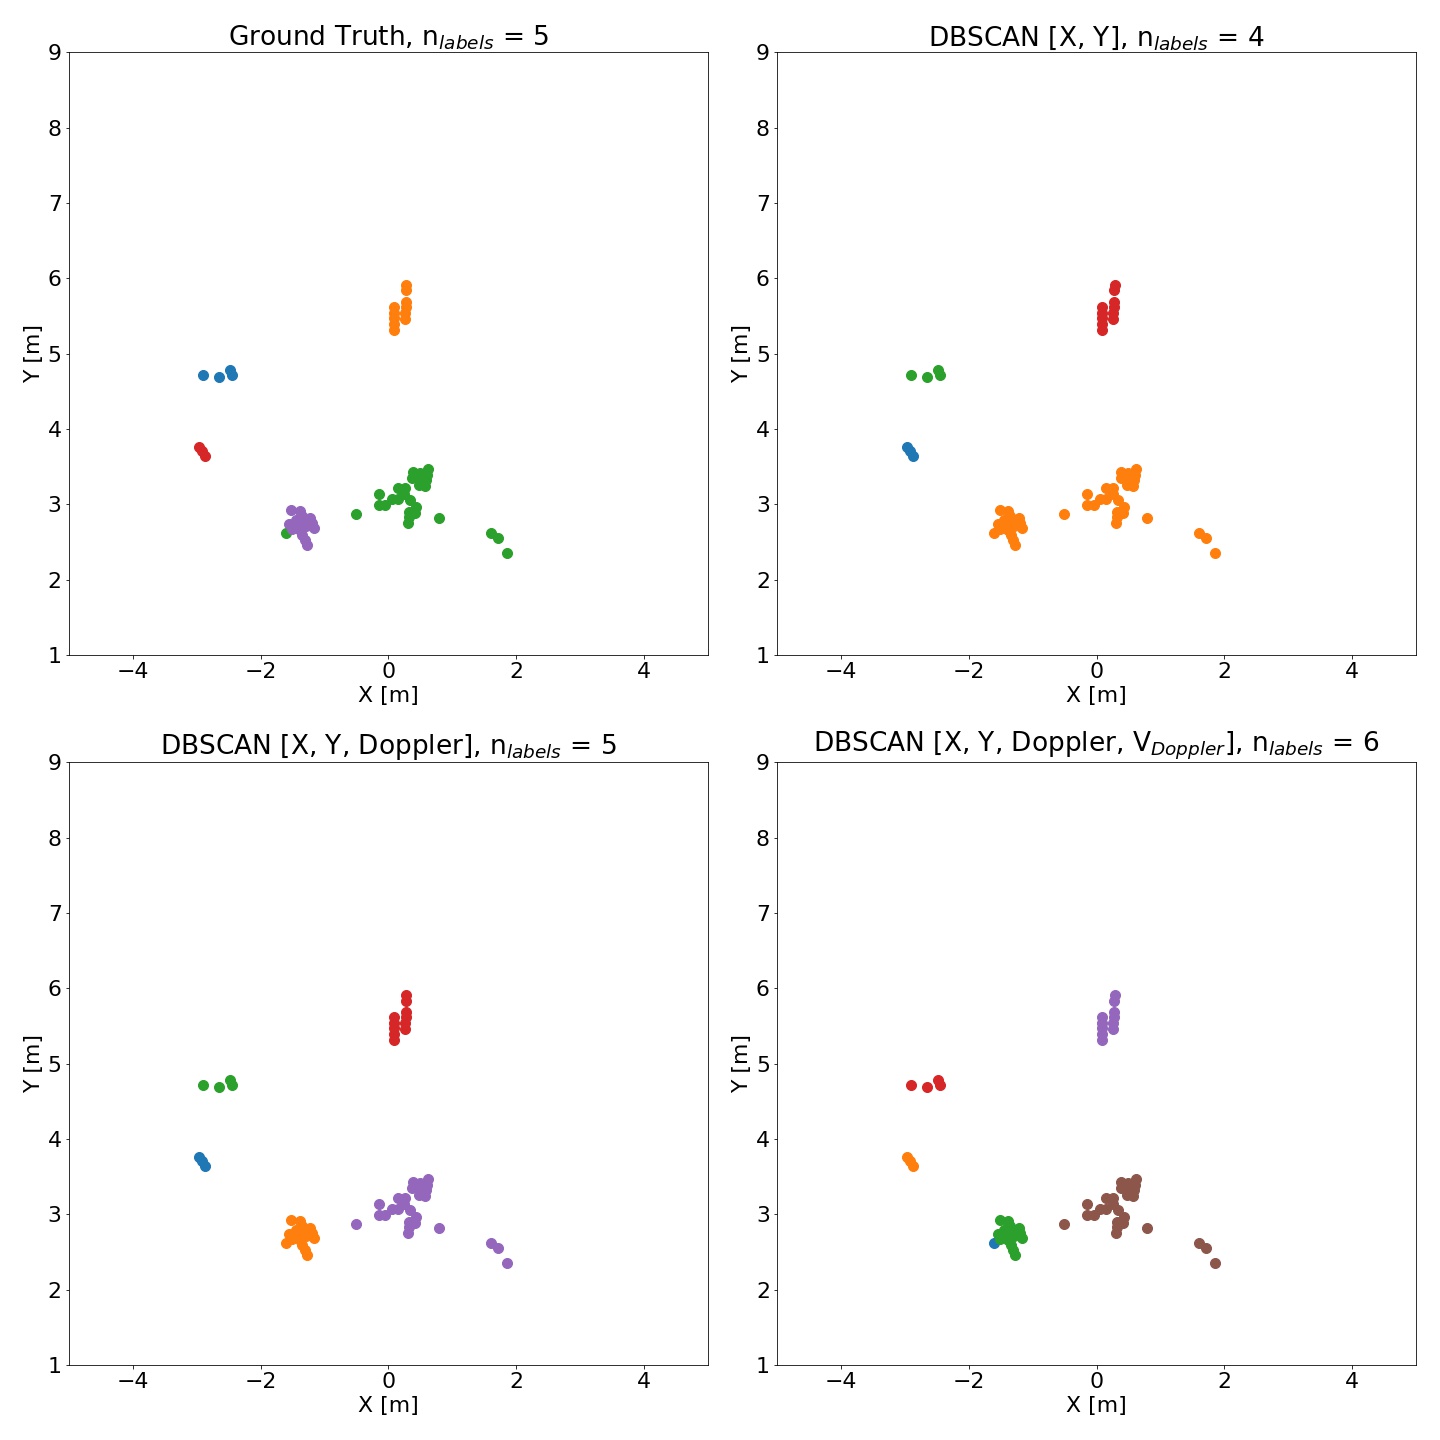 Ground Truth, n_labels = 5
9
8
7
6
5
4
3
2
1
Y [m]
−4 −2 0 2 4
X [m]
DBSCAN [X, Y], n_labels = 4
9
8
7
6
5
4
3
2
1
Y [m]
−4 −2 0 2 4
X [m]
DBSCAN [X, Y, Doppler], n_labels = 5
9
8
7
6
5
4
3
2
1
Y [m]
−4 −2 0 2 4
X [m]
DBSCAN [X, Y, Doppler, V_Doppler], n_labels = 6
9
8
7
6
5
4
3
2
1
Y [m]
−4 −2 0 2 4
X [m]